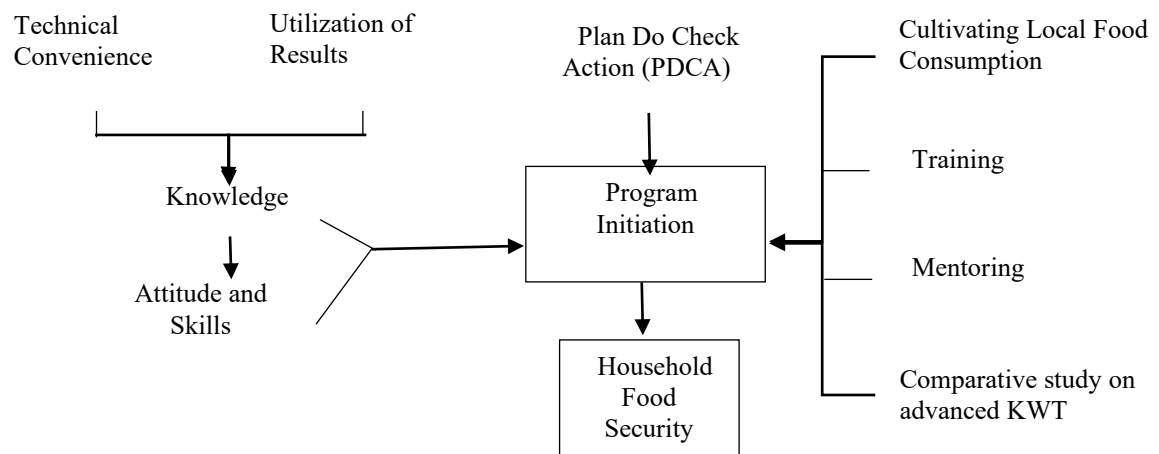 Technical
Convenience
Utilization of
Results
Plan Do Check
Action (PDCA)
Cultivating Local Food
Consumption
Knowledge
Program
Initiation
Training
Attitude and
Skills
Mentoring
Household
Food
Security
Comparative study on
advanced KWT